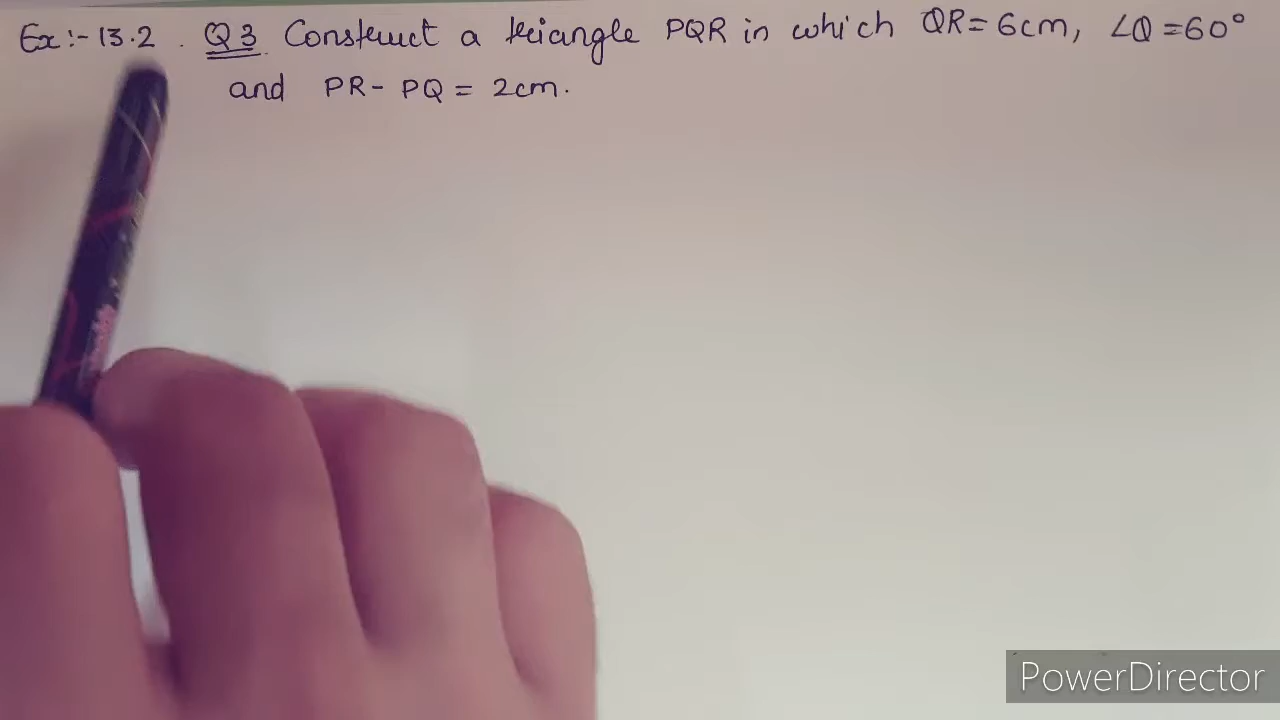 Ex:- 13.2 . Q3 Construct a triangle PQR in which QR = 6cm, ∠Q = 60°
and PR - PQ = 2cm.
PowerDirector